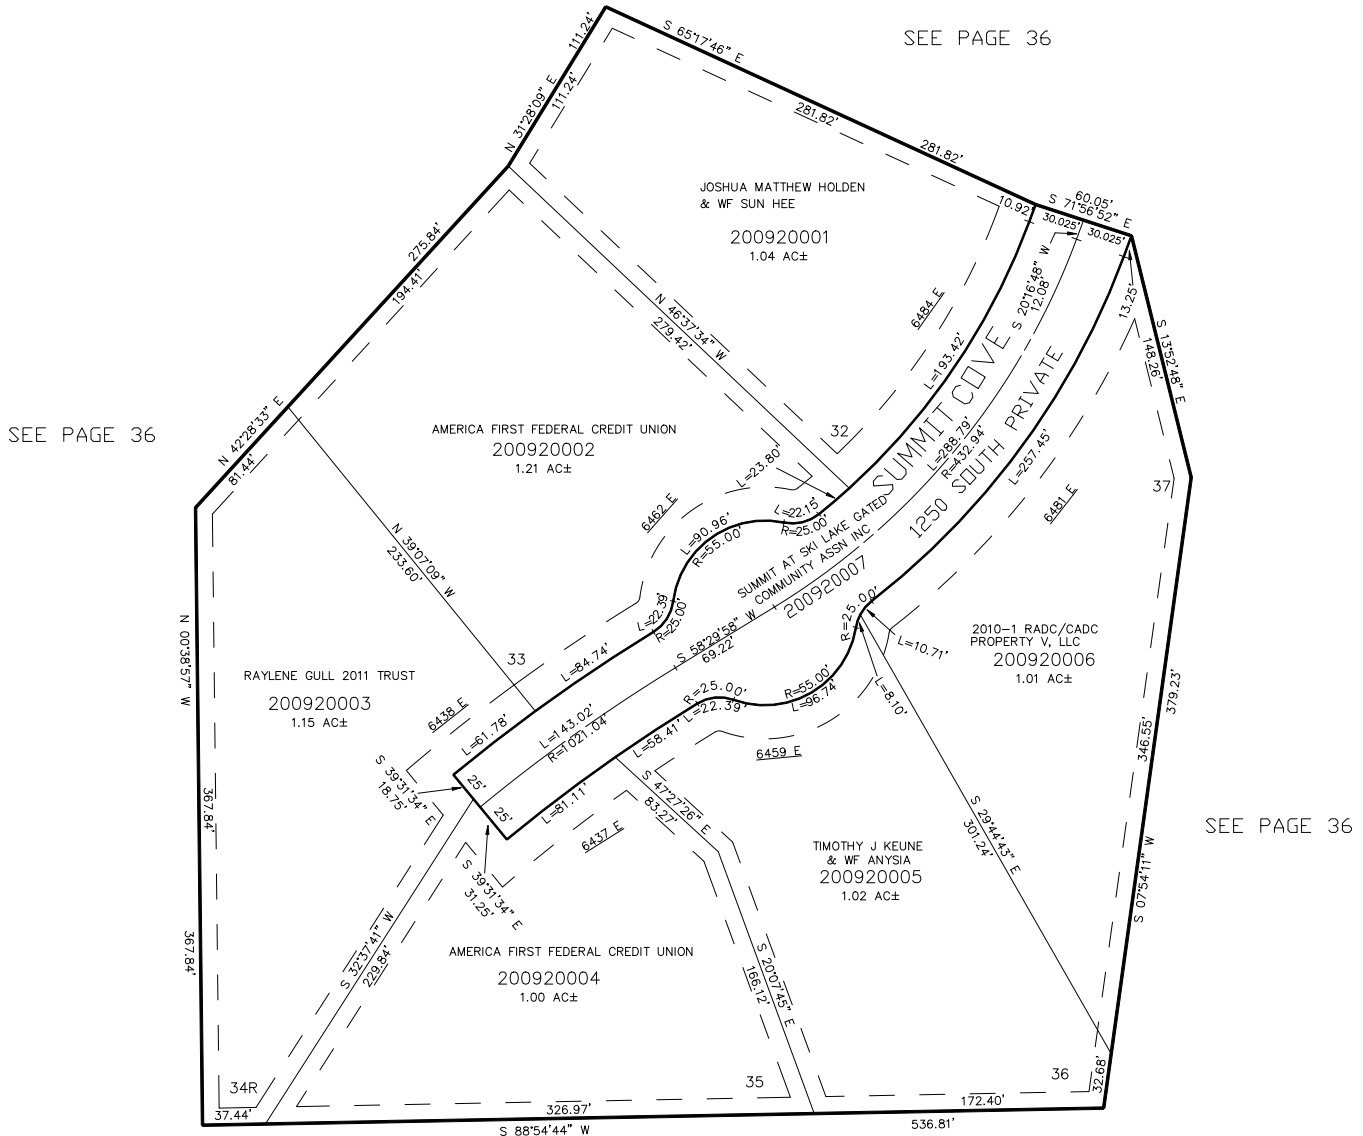 SEE PAGE 36
S 65°17'46" E
281.82'
281.82'
111.24'
N 31°28'09" E
111.24'
JOSHUA MATTHEW HOLDEN
& WF SUN HEE
200920001
1.04 AC±
10.92'
60.05'
S 71°56'52" E
30.025'
30.025'
S 20°16'48" W
12.08'
13.25'
S 13°52'48" E
148.26'
6484 E
L=193.42'
N 46°37'34" W
279.42'
32
275.84'
194.41'
N 42°28'33" E
81.44'
SEE PAGE 36
AMERICA FIRST FEDERAL CREDIT UNION
200920002
1.21 AC±
SUMMIT COVE
1250 SOUTH PRIVATE
L=288.79'
R=432.94'
L=257.45'
6481 E
37
L=23.80'
L=22.15'
R=25.00'
6462 E
L=90.96'
R=55.00'
SUMMIT AT SKI LAKE GATED
COMMUNITY ASSN INC
200920007
L=22.39'
R=25.00'
S 58°29'58" W
69.22'
N 39°07'09" W
233.60'
33
L=84.74'
N 00°38'57" W
RAYLENE GULL 2011 TRUST
200920003
1.15 AC±
6438 E
L=61.78'
L=143.02'
R=1021.04'
R=25.00'
L=10.71'
L=8.10'
2010-1 RADC/CADC
PROPERTY V, LLC
200920006
1.01 AC±
R=25.00'
L=22.39'
R=55.00'
L=96.74'
6459 E
L=58.41'
379.23'
346.55'
S 07°54'11" W
S 39°31'34" E
18.75'
25'
25'
L=81.11'
6437 E
S 47°27'26" E
83.27'
S 29°44'43" E
301.24'
SEE PAGE 36
367.84'
367.84'
S 39°31'34" E
31.25'
TIMOTHY J KEUNE
& WF ANYSIA
200920005
1.02 AC±
S 32°37'41" W
229.84'
AMERICA FIRST FEDERAL CREDIT UNION
200920004
1.00 AC±
S 20°07'45" E
166.12'
34R
35
36
32.68'
37.44'
326.97'
172.40'
S 88°54'44" W
536.81'